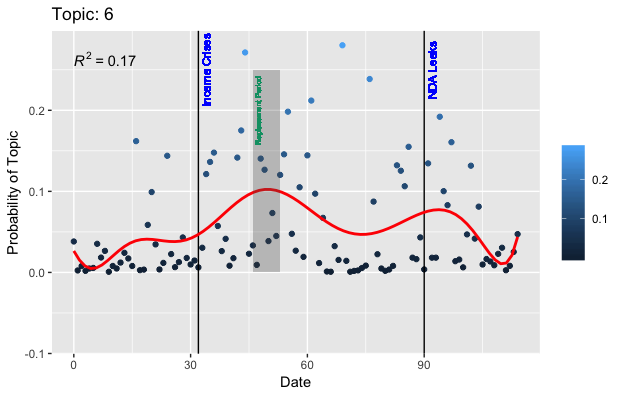 Topic: 6
R² = 0.17
Income Crises
Replacement Period
NDA Leaks
Probability of Topic
0.2
0.1
0.0
-0.1
0
30
60
90
Date
0.2
0.1